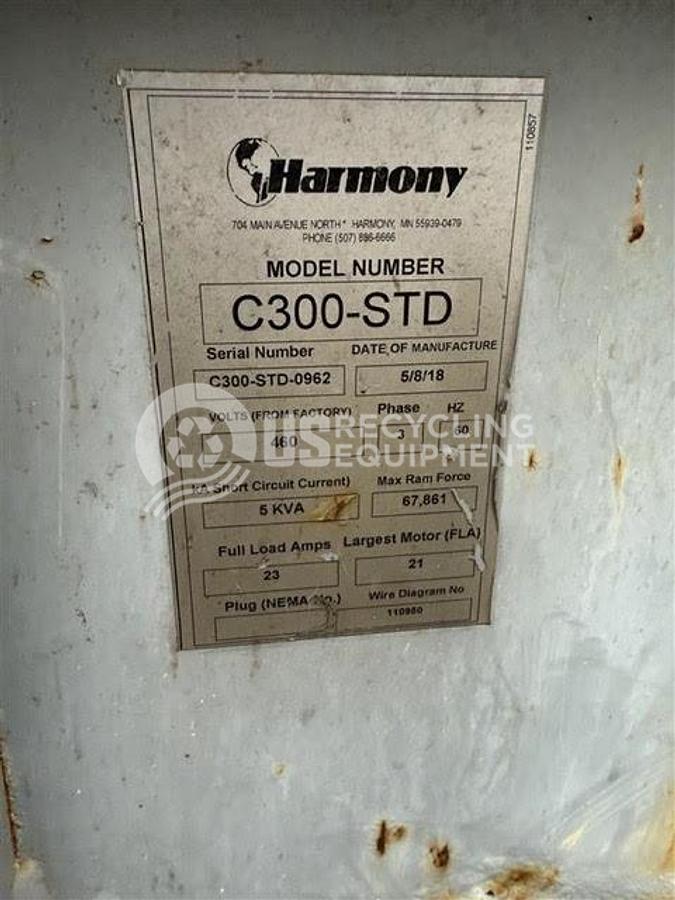 Harmony
704 MAIN AVENUE NORTH * HARMONY, MN 55939-0479
PHONE (507) 886-6666
110857
MODEL NUMBER
C300-STD
Serial Number DATE OF MANUFACTURE
C300-STD-0962 5/8/18
VOLTS (FROM FACTORY) Phase HZ
460 3 60
US RECYCLING
EQUIPMENT
kA Short Circuit Current) Max Ram Force
5 KVA 67,861
Full Load Amps Largest Motor (FLA)
23 21
Plug (NEMA No.) Wire Diagram No
110980